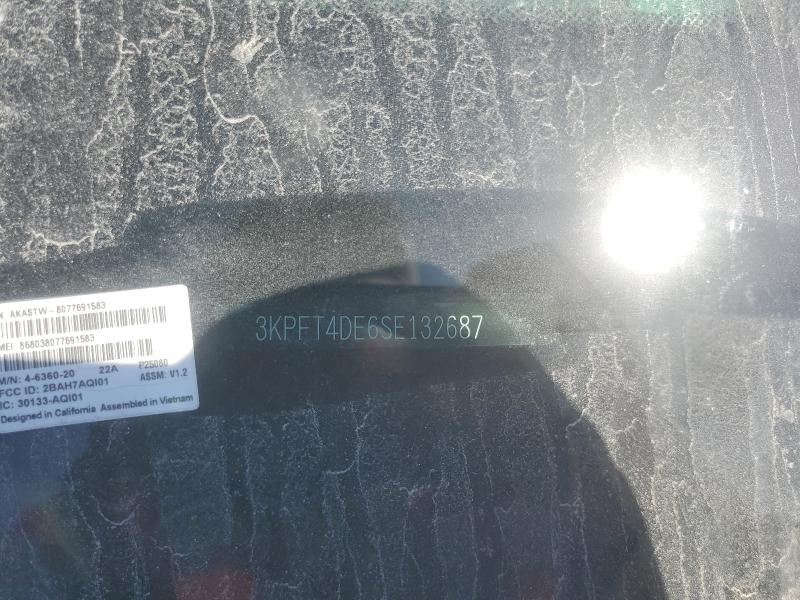 N AKASTW-8077691583
MEI 868038077691583
M/N: 4-6360-20 22A P25080
FCC ID: 2BAH7AQI01 ASSM: V1.2
IC: 30133-AQI01
Designed in California Assembled in Vietnam
3KPFT4DE6SE132687